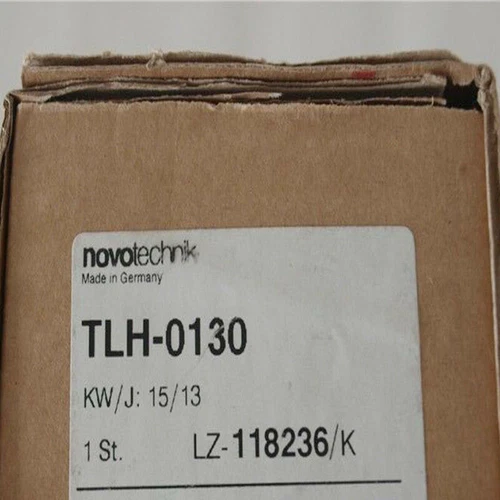 novotechnik
Made in Germany
TLH-0130
KW/J: 15/13
1 St. LZ-118236/K